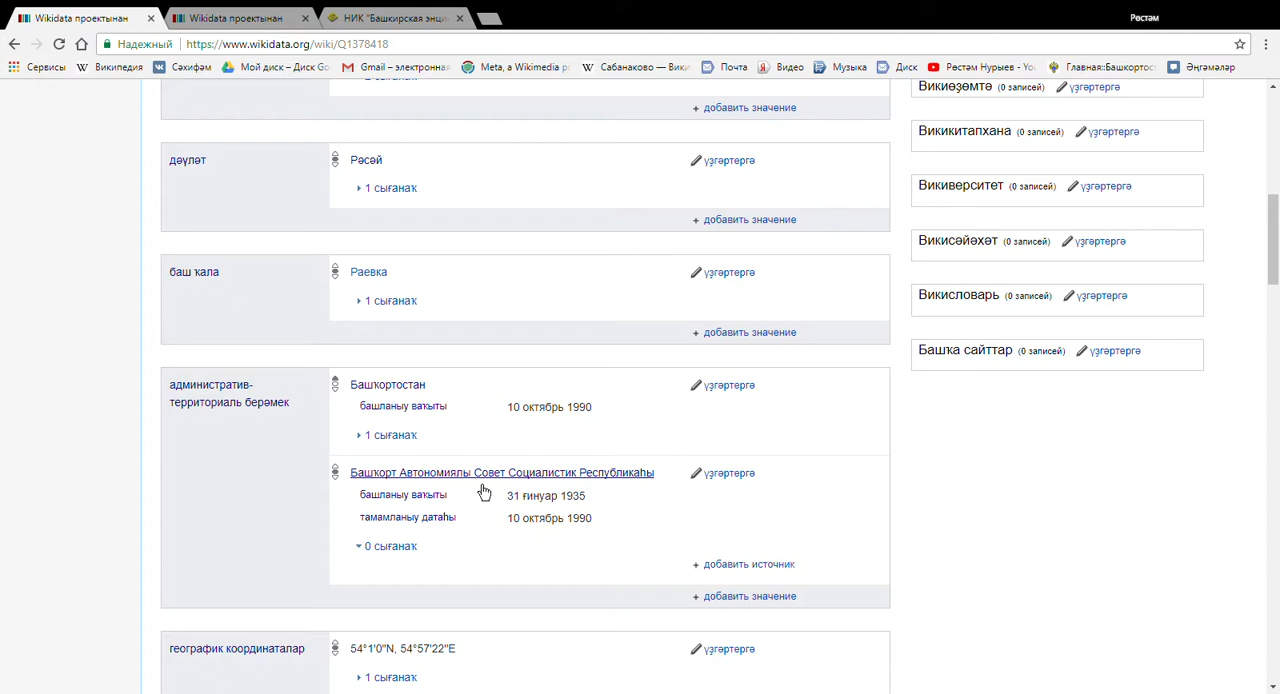 Wikidata проектынан
Wikidata проектынан
НИК "Башкирская энци
Рөстәм
Надежный
https://www.wikidata.org/wiki/Q1378418
Сервисы
Википедия
Сәхифәм
Мой диск – Диск Go
Gmail – электронная
Meta, a Wikimedia p
Сабанаково — Вики
Почта
Видео
Музыка
Диск
Рөстәм Нурыев - Yo
Главная::Башкортос
Әңгәмәләр
+ добавить значение
дәүләт
Рәсәй
үҙгәртергә
1 сығанаҡ
+ добавить значение
баш ҡала
Раевка
үҙгәртергә
1 сығанаҡ
+ добавить значение
административ-
территориаль берәмек
Башҡортостан
үҙгәртергә
башланыу ваҡыты
10 октябрь 1990
1 сығанаҡ
Башҡорт Автономиялы Совет Социалистик Республикаһы
үҙгәртергә
башланыу ваҡыты
31 ғинуар 1935
тамамланыу датаһы
10 октябрь 1990
0 сығанаҡ
+ добавить источник
+ добавить значение
географик координаталар
54°1'0"N, 54°57'22"E
үҙгәртергә
1 сығанаҡ
Викиөҙөмтә (0 записей) үҙгәртергә
Викикитапхана (0 записей) үҙгәртергә
Викиверситет (0 записей) үҙгәртергә
Викисәйәхәт (0 записей) үҙгәртергә
Викисловарь (0 записей) үҙгәртергә
Башҡа сайттар (0 записей) үҙгәртергә